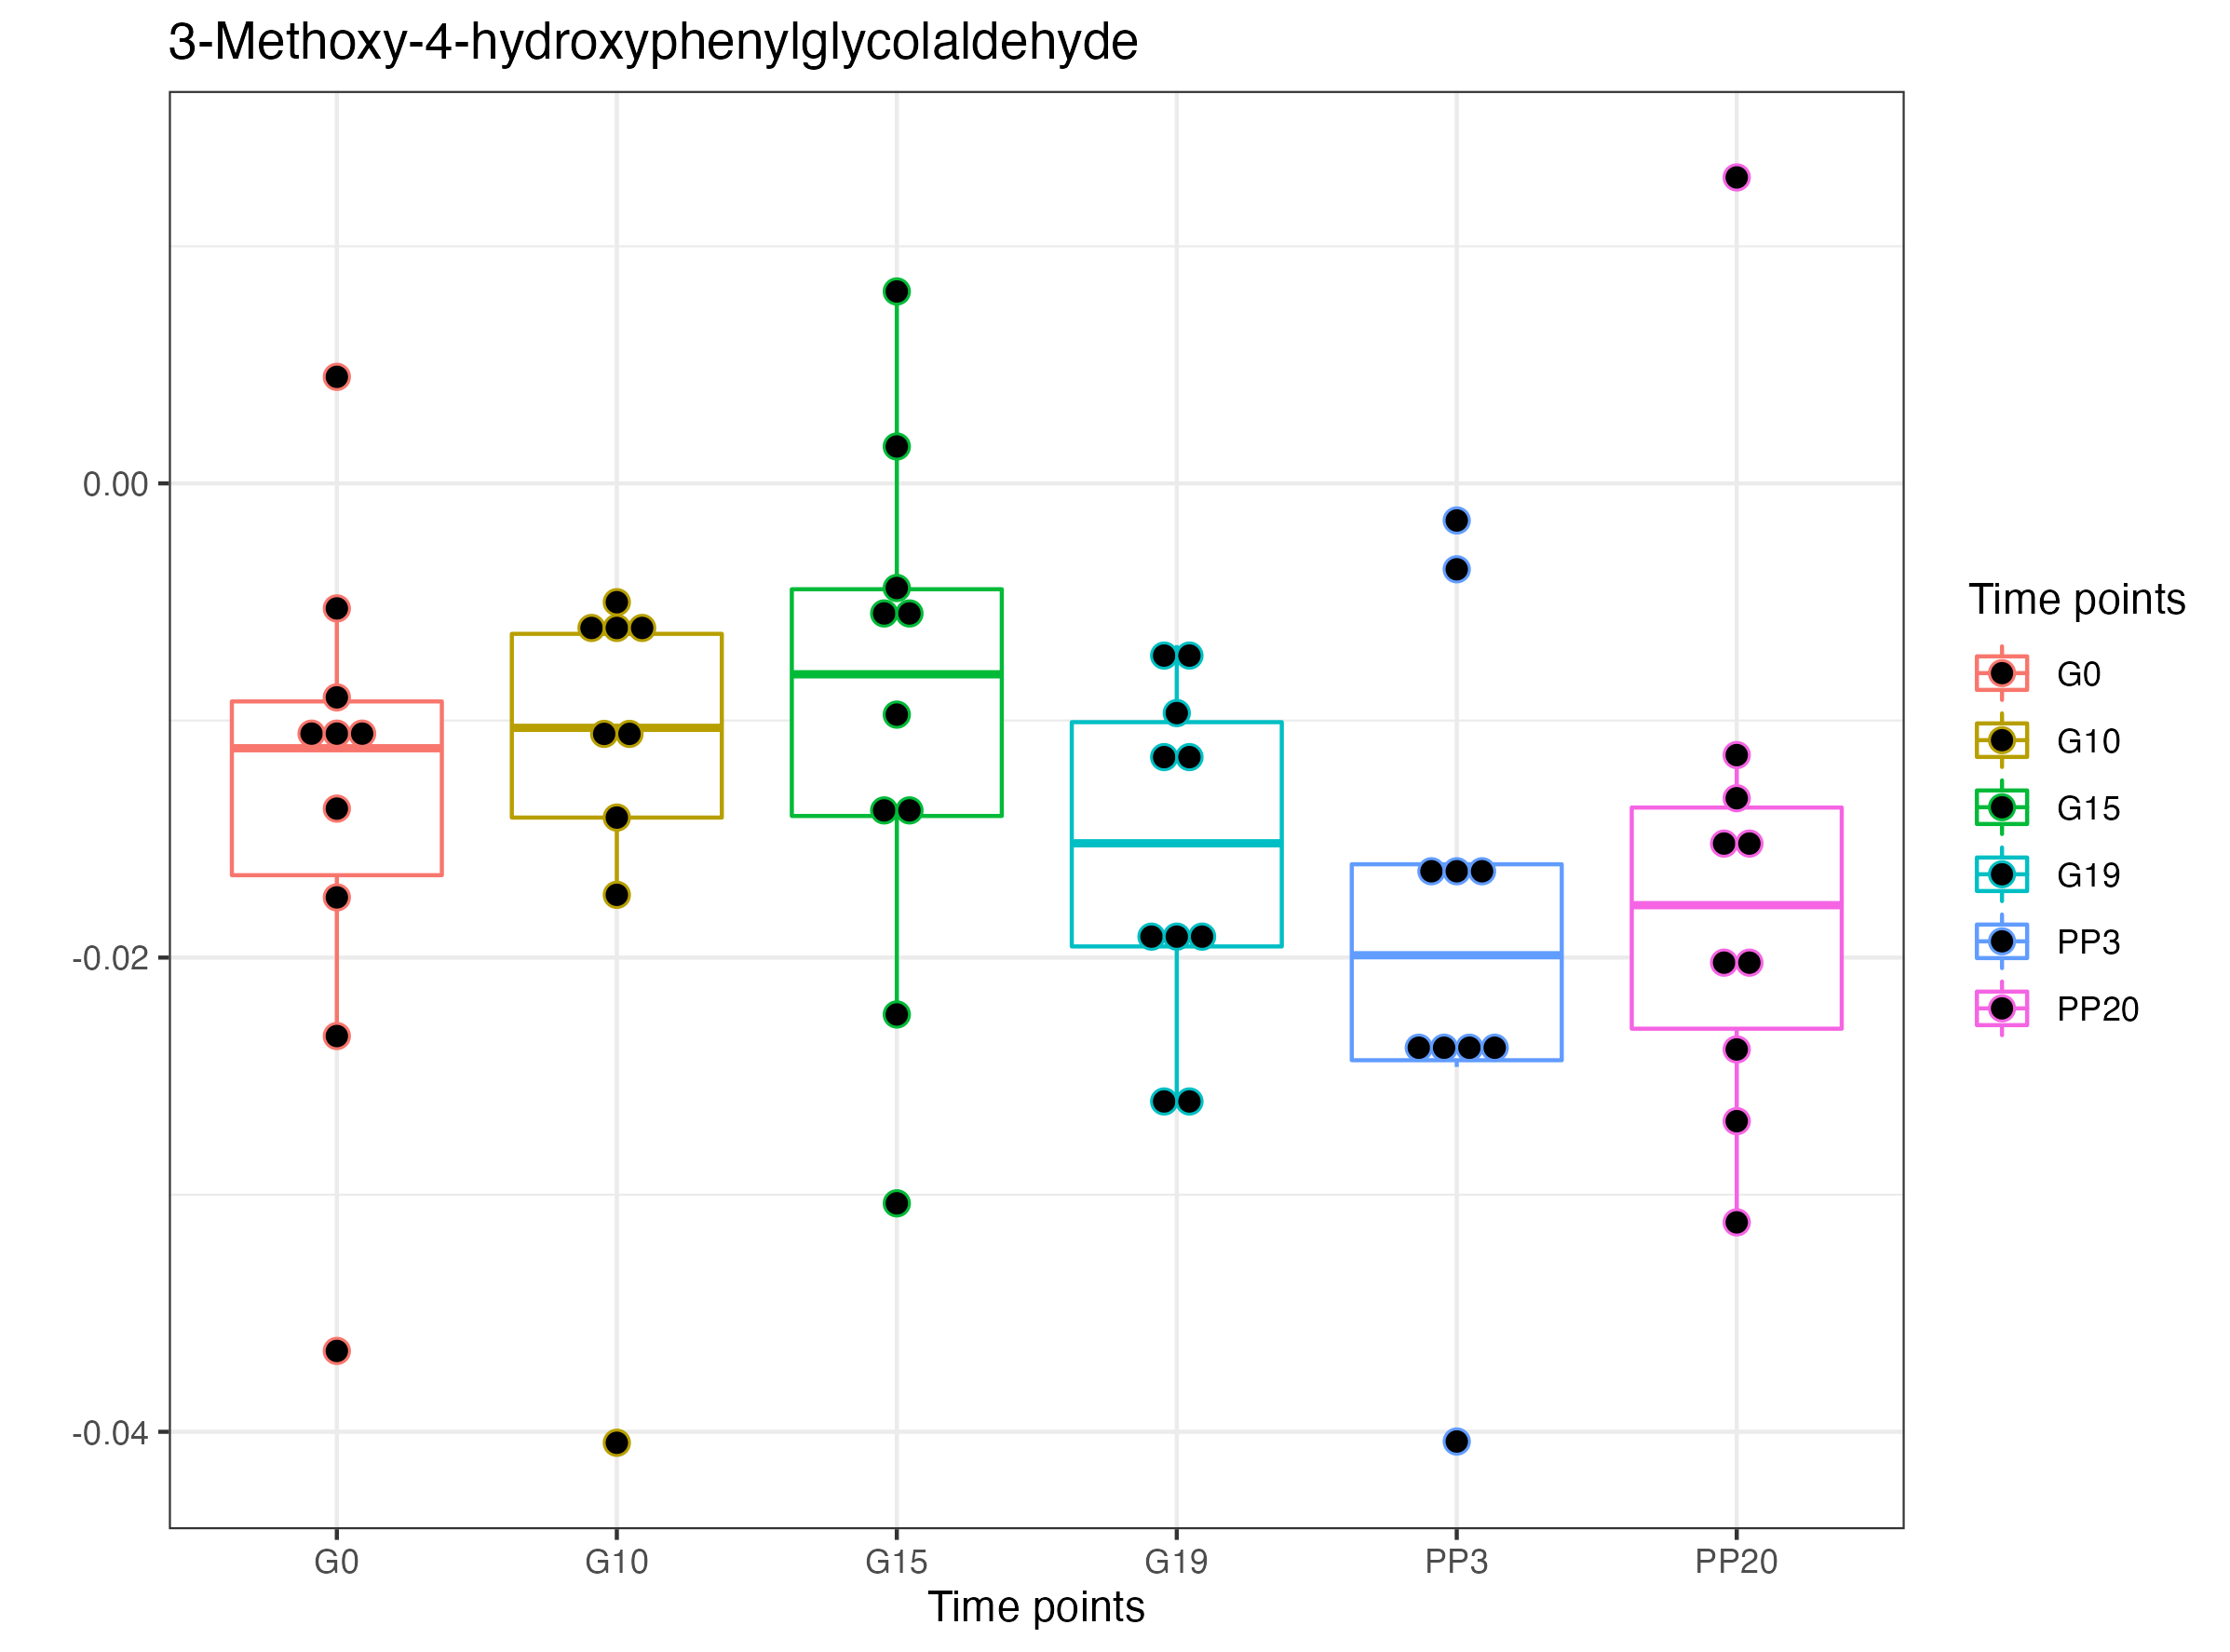 3-Methoxy-4-hydroxyphenylglycolaldehyde
0.00
-0.02
-0.04
G0 G10 G15 G19 PP3 PP20
Time points
Time points
G0
G10
G15
G19
PP3
PP20